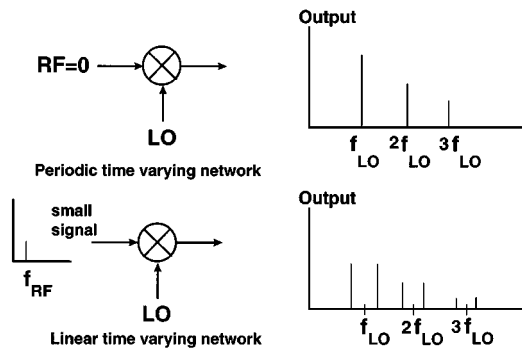 Output
RF=0
LO
f LO 2f LO 3f LO
Periodic time varying network
Output
small
signal
f RF
LO
f LO 2f LO 3f LO
Linear time varying network